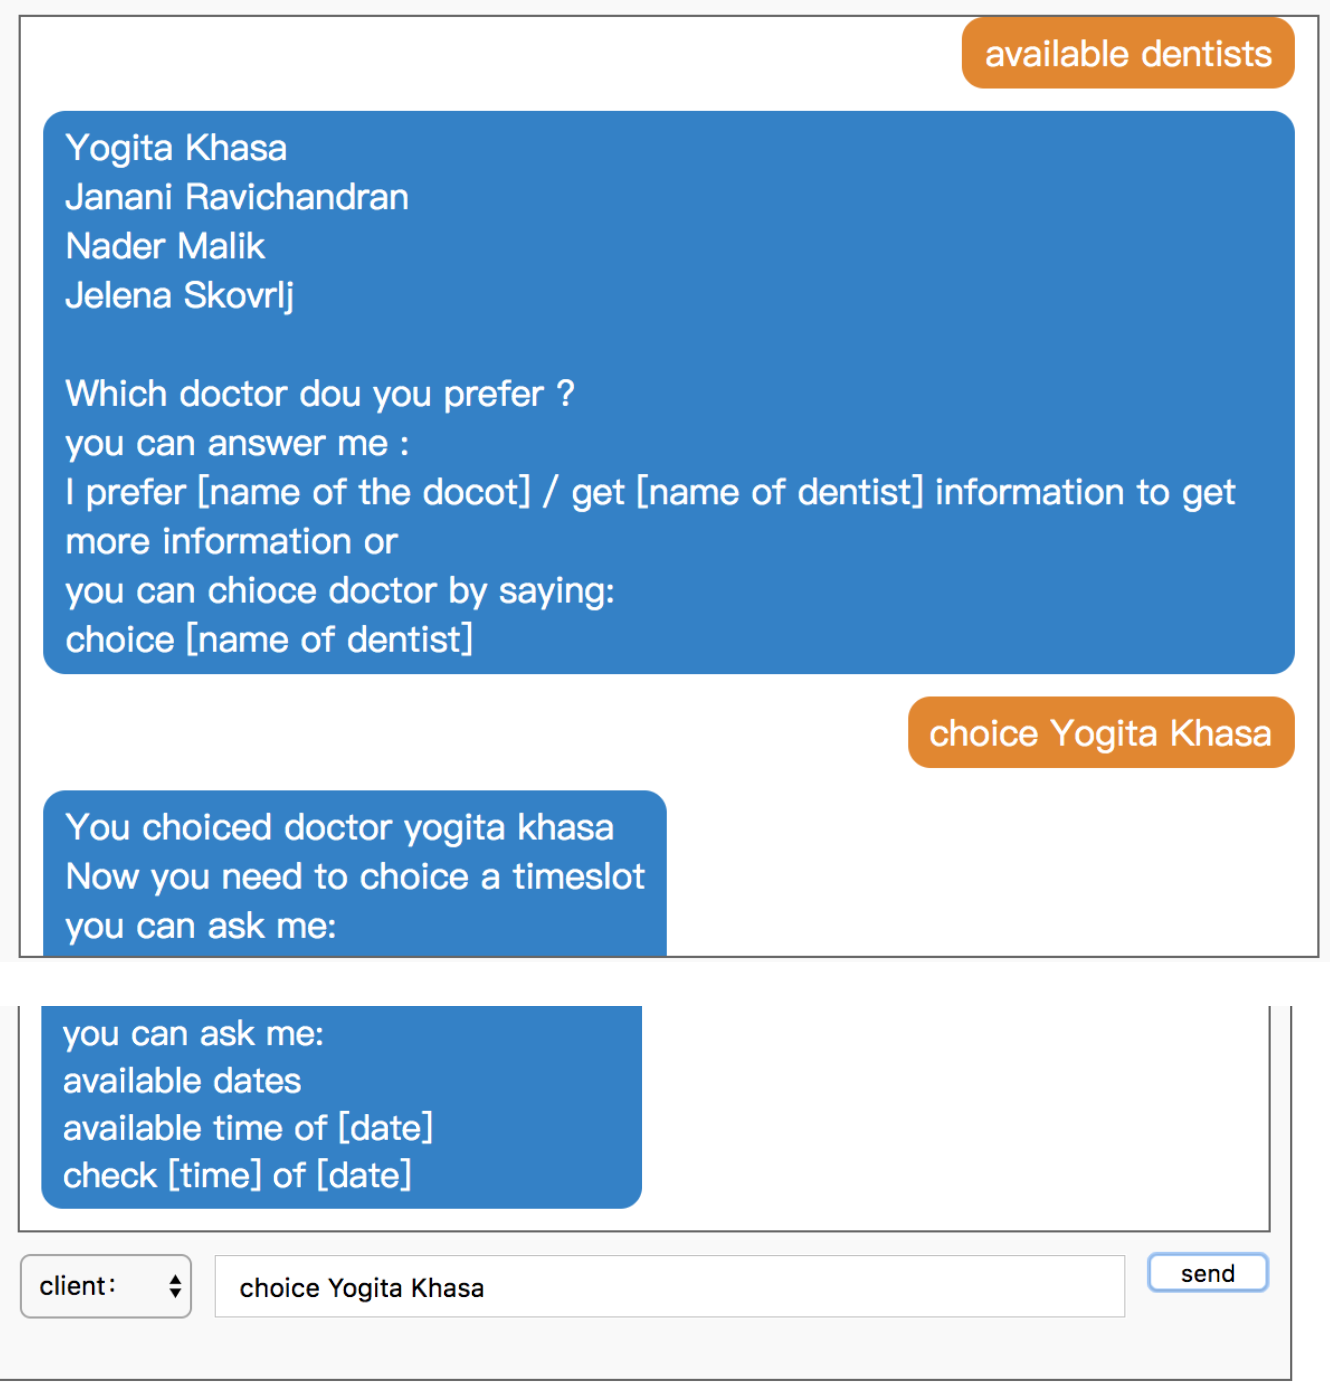 available dentists
Yogita Khasa
Janani Ravichandran
Nader Malik
Jelena Skovrlj
Which doctor dou you prefer ?
you can answer me :
I prefer [name of the docot] / get [name of dentist] information to get
more information or
you can chioce doctor by saying:
choice [name of dentist]
choice Yogita Khasa
You choiced doctor yogita khasa
Now you need to choice a timeslot
you can ask me:
you can ask me:
available dates
available time of [date]
check [time] of [date]
client: choice Yogita Khasa send